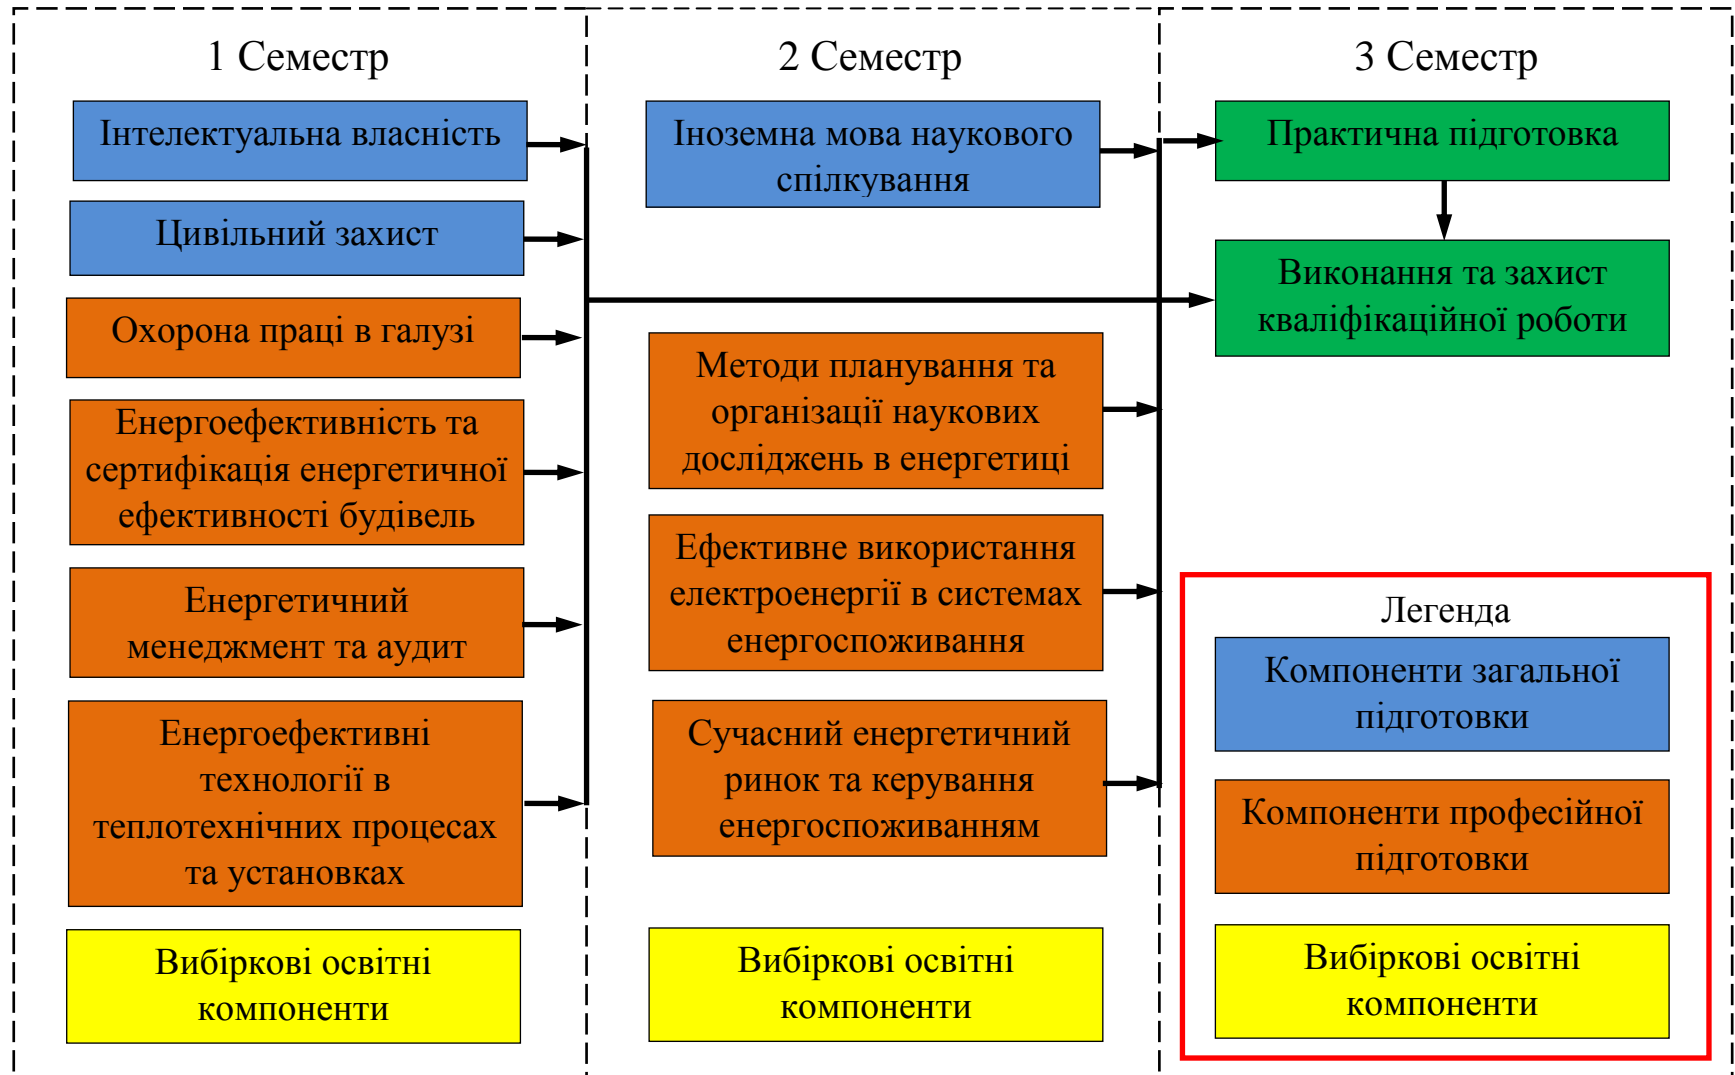 1 Семестр
Інтелектуальна власність
Цивільний захист
Охорона праці в галузі
Енергоефективність та
сертифікація енергетичної
ефективності будівель
Енергетичний
менеджмент та аудит
Енергоефективні
технології в
теплотехнічних процесах
та установках
Вибіркові освітні
компоненти
2 Семестр
Іноземна мова наукового
спілкування
Методи планування та
організації наукових
досліджень в енергетиці
Ефективне використання
електроенергії в системах
енергоспоживання
Сучасний енергетичний
ринок та керування
енергоспоживанням
Вибіркові освітні
компоненти
3 Семестр
Практична підготовка
Виконання та захист
кваліфікаційної роботи
Легенда
Компоненти загальної
підготовки
Компоненти професійної
підготовки
Вибіркові освітні
компоненти